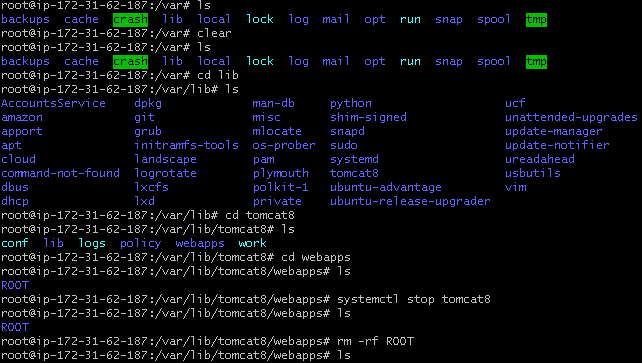 root@ip-172-31-62-187:/var# ls
backups cache crash lib local lock log mail opt run snap spool tmp
root@ip-172-31-62-187:/var# clear
root@ip-172-31-62-187:/var# ls
backups cache crash lib local lock log mail opt run snap spool tmp
root@ip-172-31-62-187:/var# cd lib
root@ip-172-31-62-187:/var/lib# ls
AccountsService dpkg man-db python ucf
amazon git misc shim-signed unattended-upgrades
apport grub mlocate snapd update-manager
apt initramfs-tools os-prober sudo update-notifier
cloud landscape pam systemd ureadahead
command-not-found logrotate plymouth tomcat8 usbutils
dbus lxcfs polkit-1 ubuntu-advantage vim
dhcp lxd private ubuntu-release-upgrader
root@ip-172-31-62-187:/var/lib# cd tomcat8
root@ip-172-31-62-187:/var/lib/tomcat8# ls
conf lib logs policy webapps work
root@ip-172-31-62-187:/var/lib/tomcat8# cd webapps
root@ip-172-31-62-187:/var/lib/tomcat8/webapps# ls
ROOT
root@ip-172-31-62-187:/var/lib/tomcat8/webapps# systemctl stop tomcat8
root@ip-172-31-62-187:/var/lib/tomcat8/webapps# ls
ROOT
root@ip-172-31-62-187:/var/lib/tomcat8/webapps# rm -rf ROOT
root@ip-172-31-62-187:/var/lib/tomcat8/webapps# ls